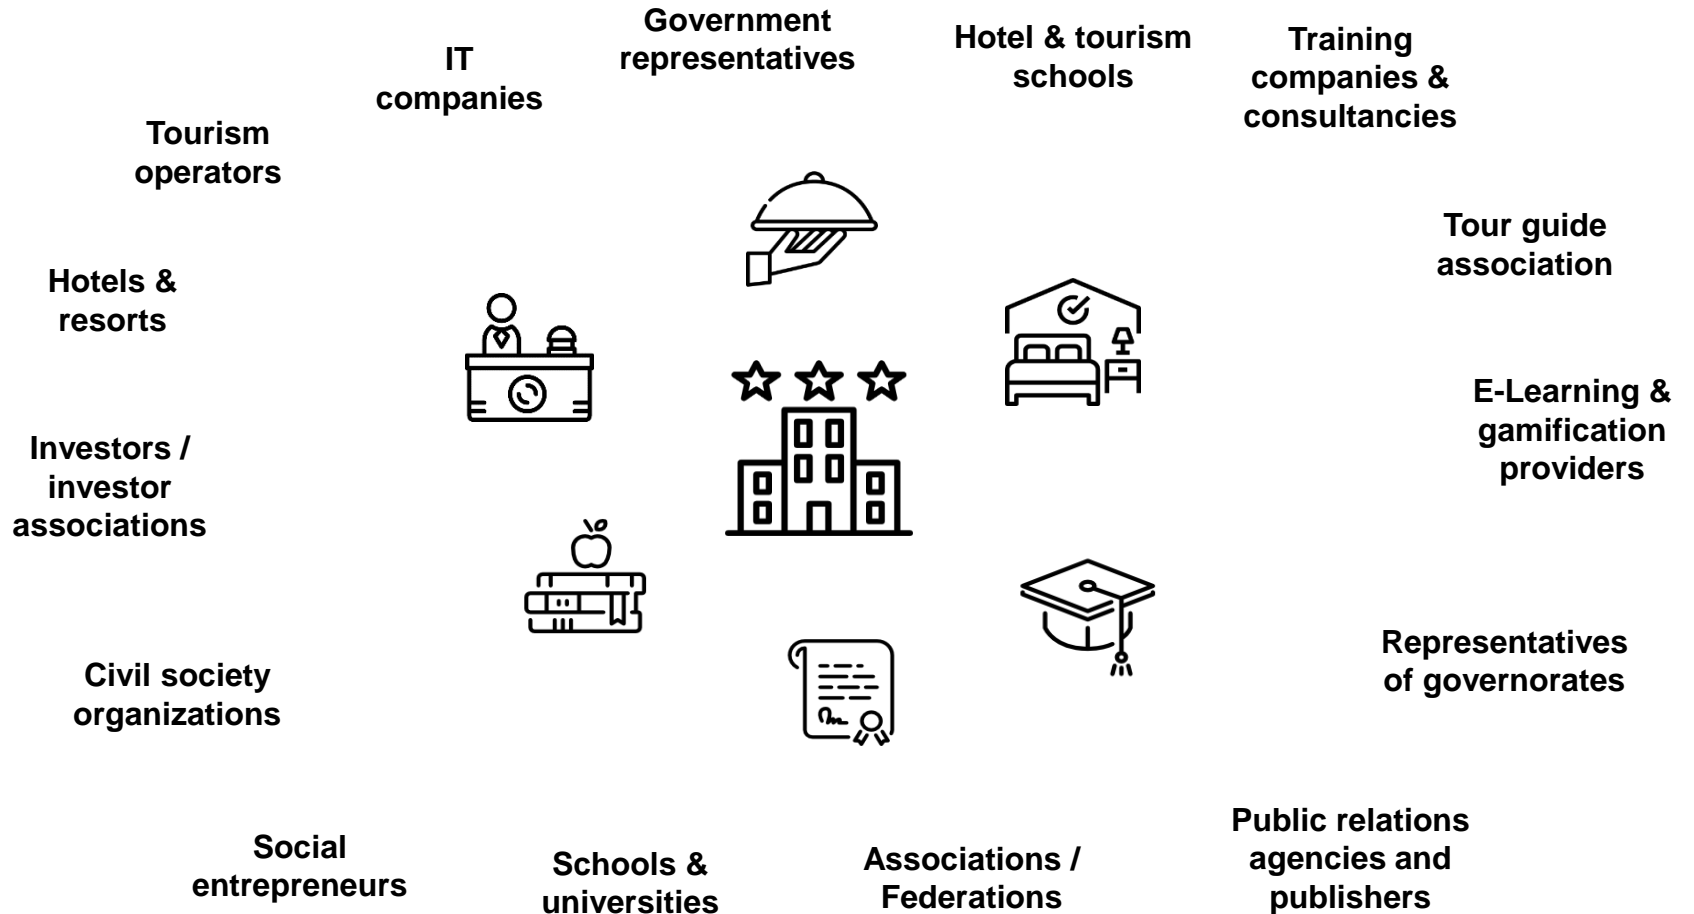 Government
representatives
Hotel & tourism
schools
Training
companies &
consultancies
IT
companies
Tourism
operators
Tour guide
association
Hotels &
resorts
E-Learning &
gamification
providers
Investors /
investor
associations
Representatives
of governorates
Civil society
organizations
Public relations
agencies and
publishers
Social
entrepreneurs
Schools &
universities
Associations /
Federations